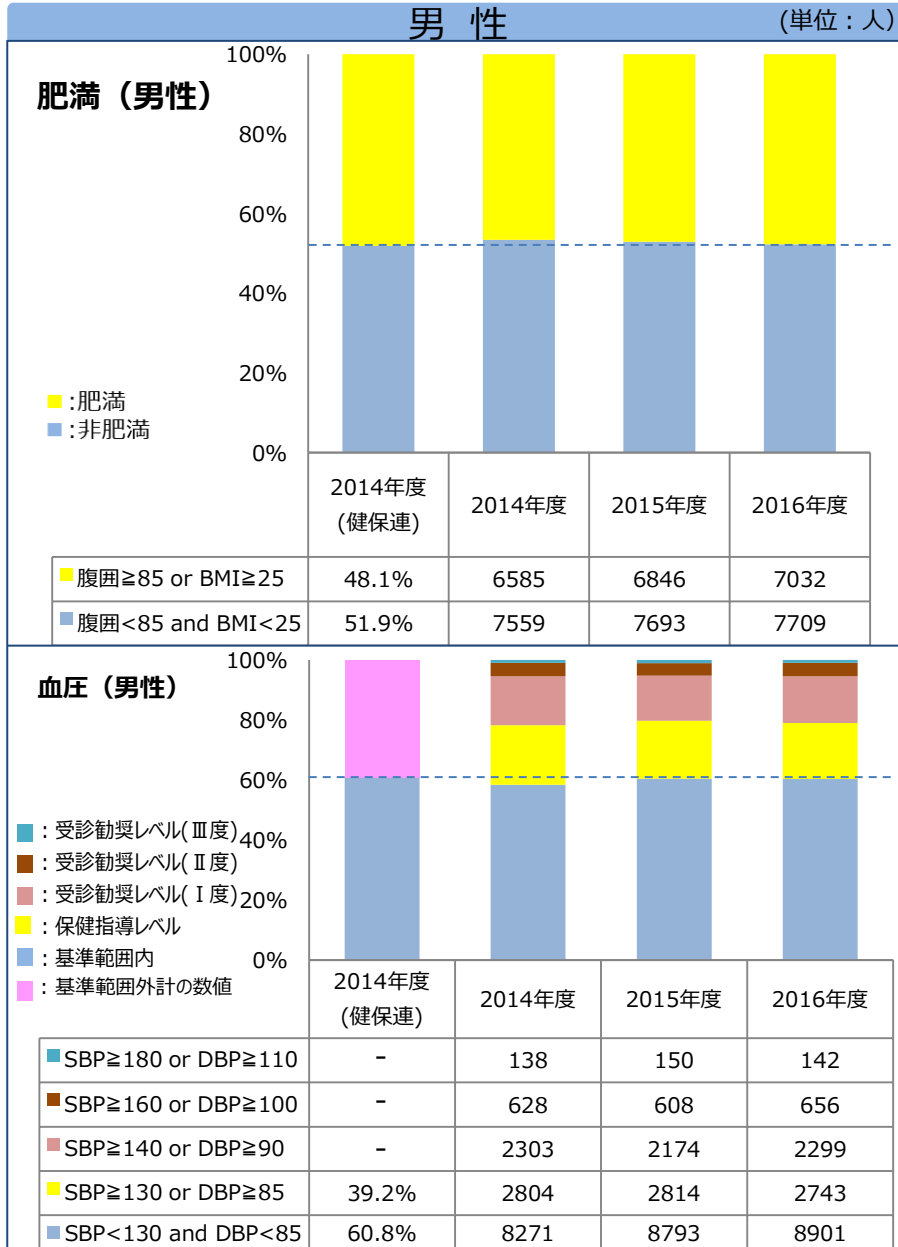 男 性 (単位：人)
肥満（男性）
100%
80%
60%
40%
20%
0%
:肥満
:非肥満
2014年度 (健保連) 2014年度 2015年度 2016年度
腹囲≧85 or BMI≧25 48.1% 6585 6846 7032
腹囲<85 and BMI<25 51.9% 7559 7693 7709
血圧（男性）
100%
80%
60%
40%
20%
0%
：受診勧奨レベル(Ⅲ度)
：受診勧奨レベル(Ⅱ度)
：受診勧奨レベル(Ⅰ度)
：保健指導レベル
：基準範囲内
：基準範囲外計の数値
2014年度 (健保連) 2014年度 2015年度 2016年度
SBP≧180 or DBP≧110 - 138 150 142
SBP≧160 or DBP≧100 - 628 608 656
SBP≧140 or DBP≧90 - 2303 2174 2299
SBP≧130 or DBP≧85 39.2% 2804 2814 2743
SBP<130 and DBP<85 60.8% 8271 8793 8901